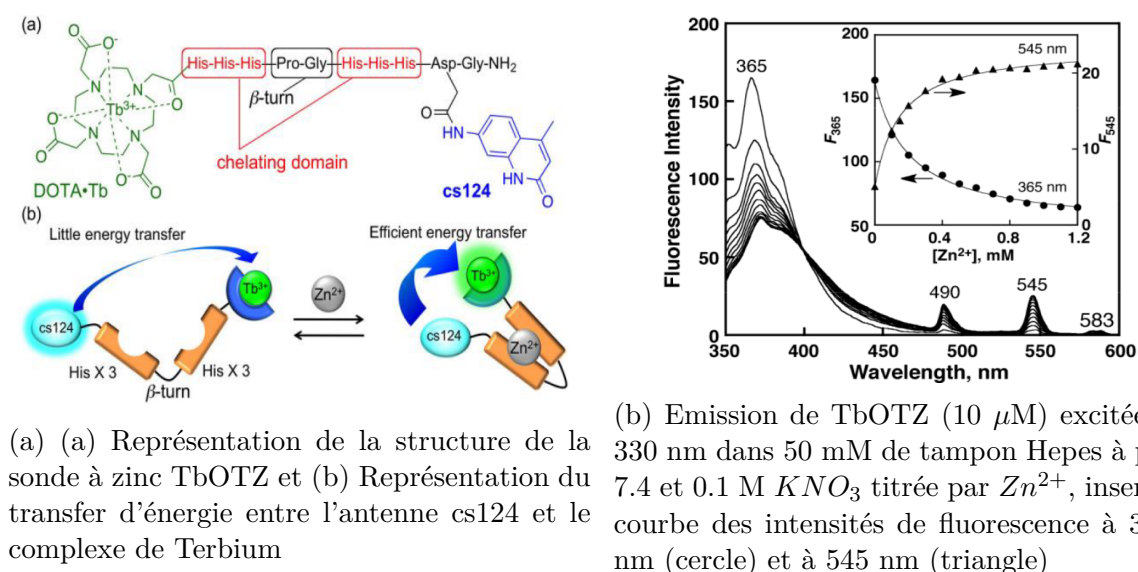 (a)
O
O-
His-His-His
Pro-Gly
His-His-His
Asp-Gly-NH2
N
N
O-
O
Tb3+
O
β-turn
N
N
O
HN
chelating domain
-O
O
HN
O
DOTA•Tb
cs124
(b)
Little energy transfer
Efficient energy transfer
Tb3+
Tb3+
Zn2+
cs124
cs124
Zn2+
His X 3
His X 3
β-turn
(a) (a) Représentation de la structure de la
sonde à zinc TbOTZ et (b) Représentation du
transfer d'énergie entre l'antenne cs124 et le
complexe de Terbium
Fluorescence Intensity
200
150
100
50
0
365
490
545
583
350 400 450 500 550 600
Wavelength, nm
F365
200
150
100
50
545 nm
365 nm
20
10
0
F545
0 0.4 0.8 1.2
[Zn2+], mM
(b) Emission de TbOTZ (10 μM) excitée
330 nm dans 50 mM de tampon Hepes à p
7.4 et 0.1 M KNO3 titrée par Zn2+, inser
courbe des intensités de fluorescence à 3
nm (cercle) et à 545 nm (triangle)